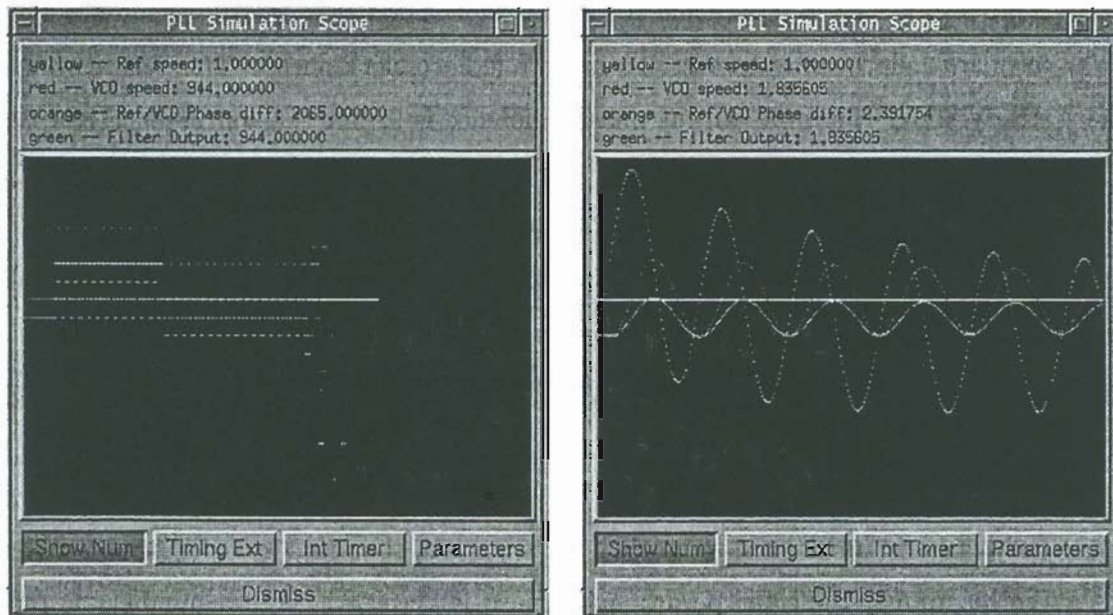 PLL Simulation Scope
yellow -- Ref speed: 1.000000
red -- VCO speed: 944.000000
orange -- Ref/VCO Phase diff: 2065.000000
green -- Filter Output: 944.000000
Show Num Timing Ext Int Timer Parameters
Dismiss
PLL Simulation Scope
yellow -- Ref speed: 1.000000
red -- VCO speed: 1.835605
orange -- Ref/VCO Phase diff: 2.391754
green -- Filter Output: 1.835605
Show Num Timing Ext Int Timer Parameters
Dismiss